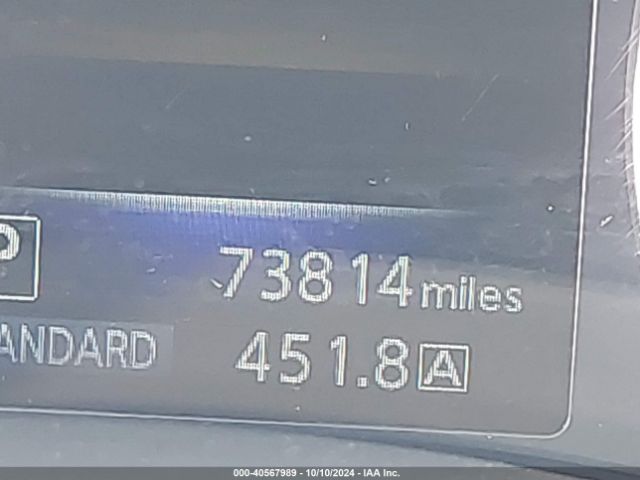 P
73814 miles
ANDARD
451.8 A
000-40567989 - 10/10/2024 - IAA Inc.